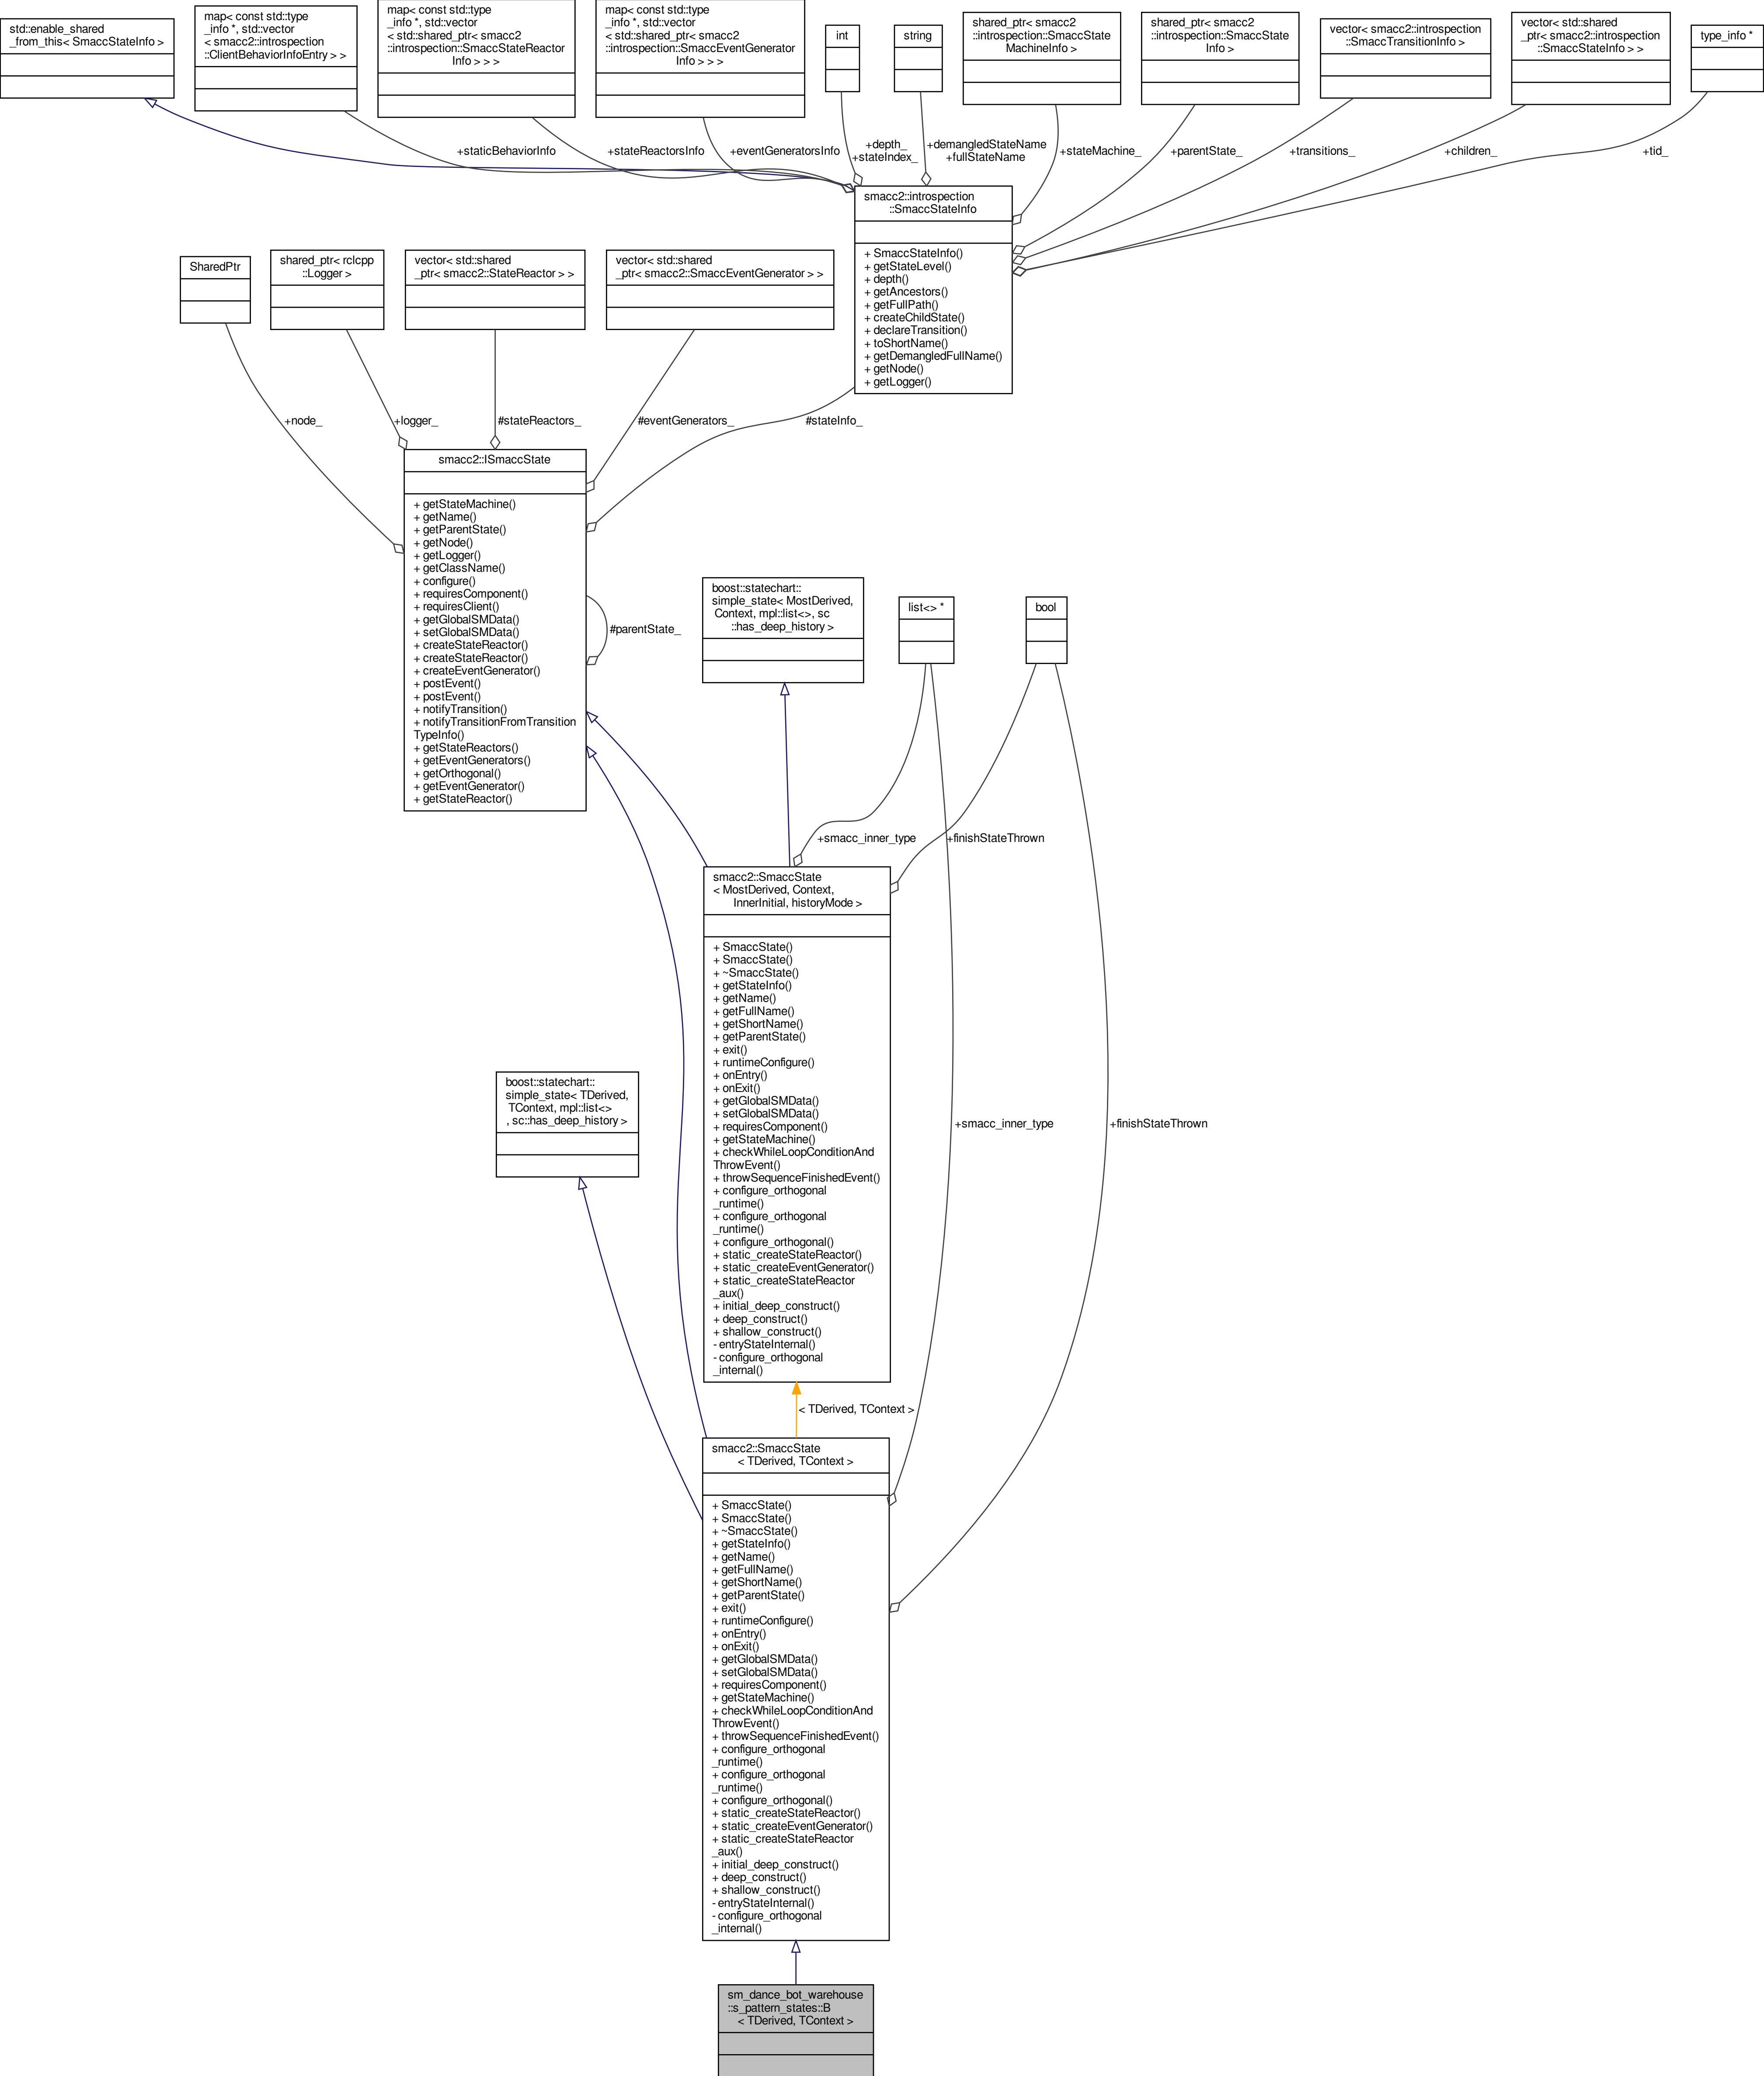 std::enable_shared
_from_this< SmaccStateInfo >
map< const std::type
_info *, std::vector
< smacc2::introspection
::ClientBehaviorInfoEntry > >
map< const std::type
_info *, std::vector
< std::shared_ptr< smacc2
::introspection::SmaccStateReactor
Info > > >
map< const std::type
_info *, std::vector
< std::shared_ptr< smacc2
::introspection::SmaccEventGenerator
Info > > >
int
string
shared_ptr< smacc2
::introspection::SmaccState
MachineInfo >
shared_ptr< smacc2
::introspection::SmaccState
Info >
vector< smacc2::introspection
::SmaccTransitionInfo >
vector< std::shared
_ptr< smacc2::introspection
::SmaccStateInfo > >
type_info *
+staticBehaviorInfo
+stateReactorsInfo
+eventGeneratorsInfo
+depth_
+stateIndex_
+demangledStateName
+fullStateName
+stateMachine_
+parentState_
+transitions_
+children_
+tid_
smacc2::introspection
::SmaccStateInfo
+ SmaccStateInfo()
+ getStateLevel()
+ depth()
+ getAncestors()
+ getFullPath()
+ createChildState()
+ declareTransition()
+ toShortName()
+ getDemangledFullName()
+ getNode()
+ getLogger()
SharedPtr
shared_ptr< rclcpp
::Logger >
vector< std::shared
_ptr< smacc2::StateReactor > >
vector< std::shared
_ptr< smacc2::SmaccEventGenerator > >
+node_
+logger_
#stateReactors_
#eventGenerators_
#stateInfo_
smacc2::ISmaccState
+ getStateMachine()
+ getName()
+ getParentState()
+ getNode()
+ getLogger()
+ getClassName()
+ configure()
+ requiresComponent()
+ requiresClient()
+ getGlobalSMData()
+ setGlobalSMData()
+ createStateReactor()
+ createStateReactor()
+ createEventGenerator()
+ postEvent()
+ postEvent()
+ notifyTransition()
+ notifyTransitionFromTransition
TypeInfo()
+ getStateReactors()
+ getEventGenerators()
+ getOrthogonal()
+ getEventGenerator()
+ getStateReactor()
#parentState_
boost::statechart::
simple_state< MostDerived,
Context, mpl::list<>, sc
::has_deep_history >
list<> *
bool
+smacc_inner_type
+finishStateThrown
smacc2::SmaccState
< MostDerived, Context,
InnerInitial, historyMode >
+ SmaccState()
+ SmaccState()
+ ~SmaccState()
+ getStateInfo()
+ getName()
+ getFullName()
+ getShortName()
+ getParentState()
+ exit()
+ runtimeConfigure()
+ onEntry()
+ onExit()
+ getGlobalSMData()
+ setGlobalSMData()
+ requiresComponent()
+ getStateMachine()
+ checkWhileLoopConditionAnd
ThrowEvent()
+ throwSequenceFinishedEvent()
+ configure_orthogonal
_runtime()
+ configure_orthogonal
_runtime()
+ configure_orthogonal()
+ static_createStateReactor()
+ static_createEventGenerator()
+ static_createStateReactor
_aux()
+ initial_deep_construct()
+ deep_construct()
+ shallow_construct()
- entryStateInternal()
- configure_orthogonal
_internal()
boost::statechart::
simple_state< TDerived,
TContext, mpl::list<>
, sc::has_deep_history >
+smacc_inner_type
+finishStateThrown
< TDerived, TContext >
smacc2::SmaccState
< TDerived, TContext >
+ SmaccState()
+ SmaccState()
+ ~SmaccState()
+ getStateInfo()
+ getName()
+ getFullName()
+ getShortName()
+ getParentState()
+ exit()
+ runtimeConfigure()
+ onEntry()
+ onExit()
+ getGlobalSMData()
+ setGlobalSMData()
+ requiresComponent()
+ getStateMachine()
+ checkWhileLoopConditionAnd
ThrowEvent()
+ throwSequenceFinishedEvent()
+ configure_orthogonal
_runtime()
+ configure_orthogonal
_runtime()
+ configure_orthogonal()
+ static_createStateReactor()
+ static_createEventGenerator()
+ static_createStateReactor
_aux()
+ initial_deep_construct()
+ deep_construct()
+ shallow_construct()
- entryStateInternal()
- configure_orthogonal
_internal()
sm_dance_bot_warehouse
::s_pattern_states::B
< TDerived, TContext >